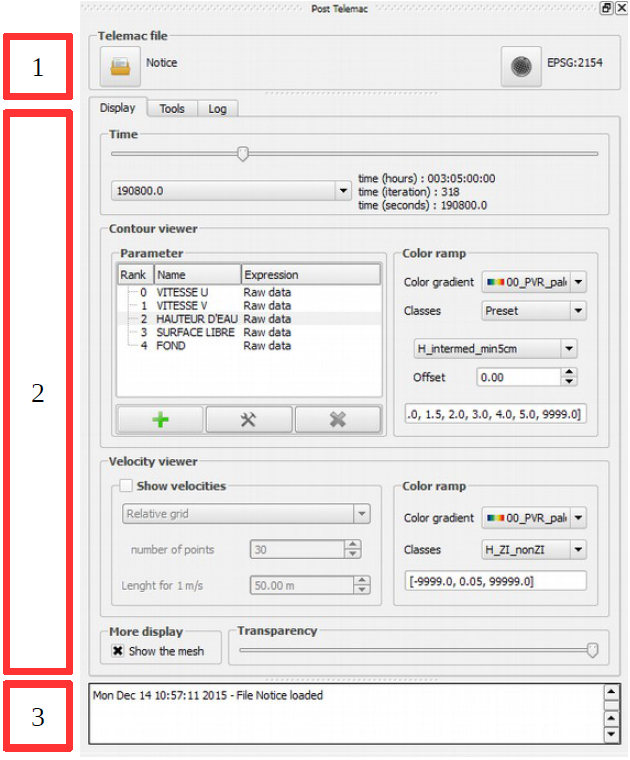 Post Telemac
1
Telemac file
Notice
EPSG:2154
2
Display Tools Log
Time
190800.0
time (hours) : 003:05:00:00
time (iteration) : 318
time (seconds) : 190800.0
Contour viewer
Parameter
Rank Name Expression
0 VITESSE U Raw data
1 VITESSE V Raw data
2 HAUTEUR D'EAU Raw data
3 SURFACE LIBRE Raw data
4 FOND Raw data
Color ramp
Color gradient 00_PVR_pal
Classes Preset
H_intermed_min5cm
Offset 0.00
.0, 1.5, 2.0, 3.0, 4.0, 5.0, 9999.0]
Velocity viewer
Show velocities
Relative grid
number of points 30
Lenght for 1 m/s 50.00 m
Color ramp
Color gradient 00_PVR_pal
Classes H_ZI_nonZI
[-9999.0, 0.05, 99999.0]
More display
Show the mesh
Transparency
3
Mon Dec 14 10:57:11 2015 - File Notice loaded